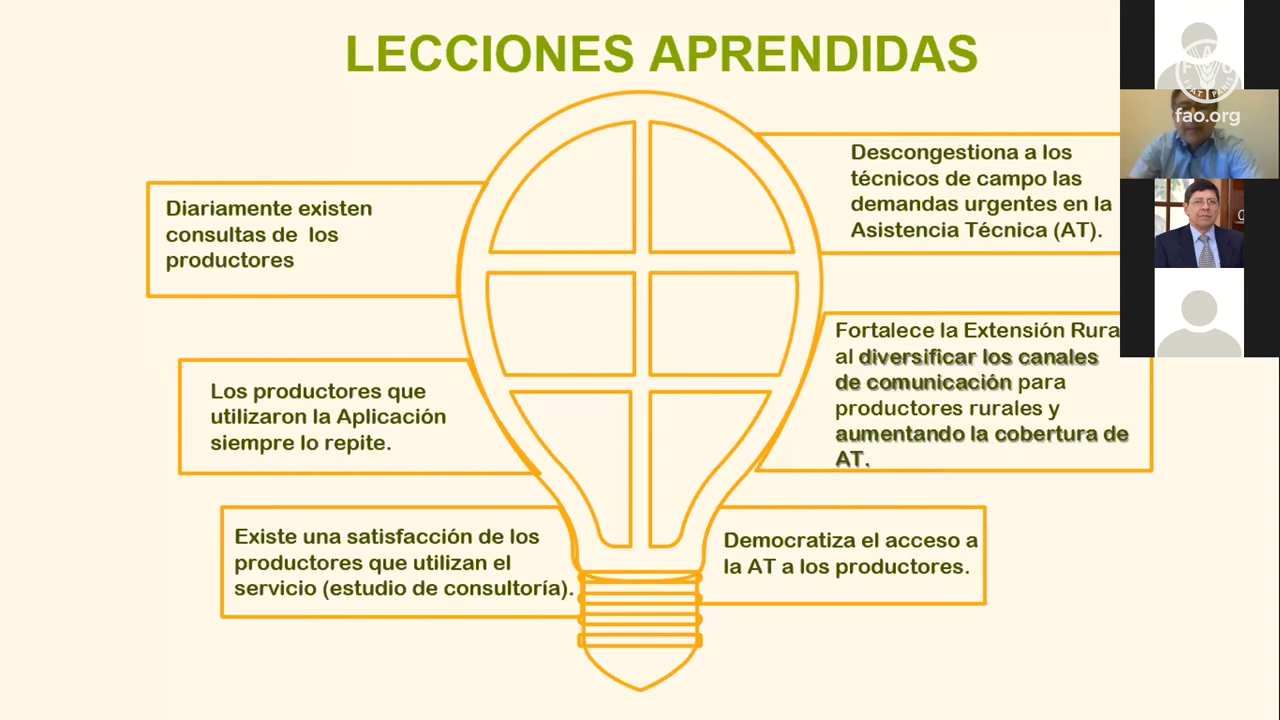 LECCIONES APRENDIDAS
Diariamente existen
consultas de los
productores
Los productores que
utilizaron la Aplicación
siempre lo repite.
Existe una satisfacción de los
productores que utilizan el
servicio (estudio de consultoría).
Descongestiona a los
técnicos de campo las
demandas urgentes en la
Asistencia Técnica (AT).
Fortalece la Extensión Rura
al diversificar los canales
de comunicación para
productores rurales y
aumentando la cobertura de
AT.
Democratiza el acceso a
la AT a los productores.
fao.org